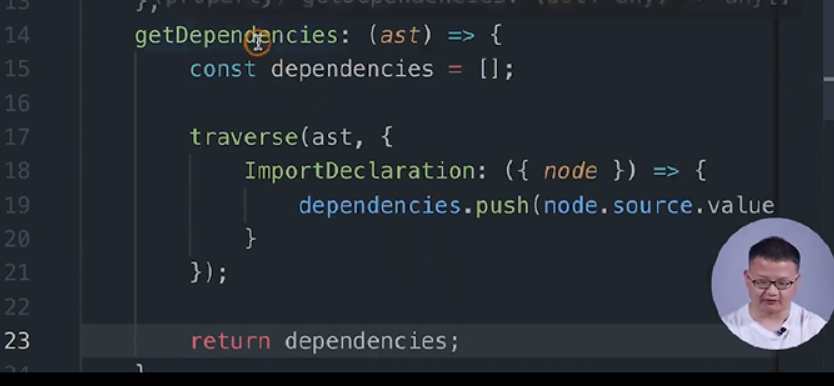 13 },
(property) getDependencies: (ast: any) => any[]
14 getDependencies: (ast) => {
15 const dependencies = [];
16
17 traverse(ast, {
18 ImportDeclaration: ({ node }) => {
19 dependencies.push(node.source.value
20 }
21 });
22
23 return dependencies;
24 }